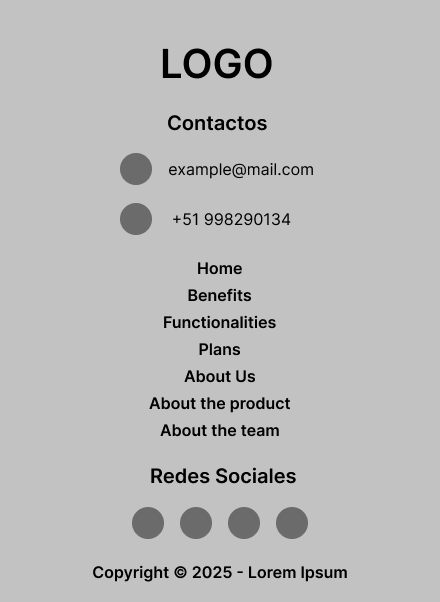 LOGO
Contactos
example@mail.com
+51 998290134
Home
Benefits
Functionalities
Plans
About Us
About the product
About the team
Redes Sociales
Copyright © 2025 - Lorem Ipsum